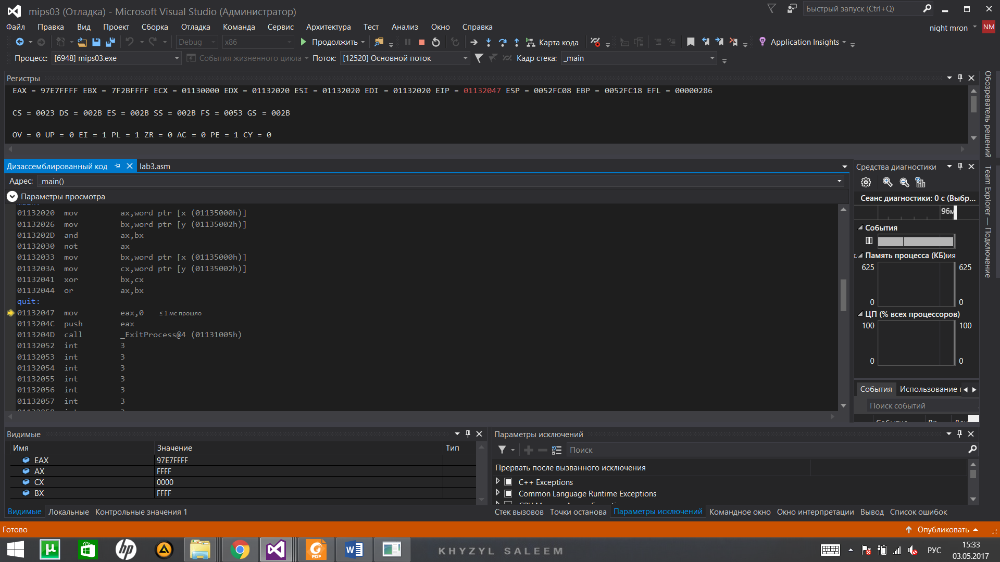 mips03 (Отладка) - Microsoft Visual Studio (Администратор)
Быстрый запуск (Ctrl+Q)
Файл Правка Вид Проект Сборка Отладка Команда Сервис Архитектура Тест Анализ Окно Справка
night mron NM
Debug x86 Продолжить Карта кода Application Insights
Процесс: [6948] mips03.exe События жизненного цикла Поток: [12520] Основной поток Кадр стека: _main
Регистры
EAX = 97E7FFFF EBX = 7F2BFFFF ECX = 01130000 EDX = 01132020 ESI = 01132020 EDI = 01132020 EIP = 01132047 ESP = 0052FC08 EBP = 0052FC18 EFL = 00000286
CS = 0023 DS = 002B ES = 002B SS = 002B FS = 0053 GS = 002B
OV = 0 UP = 0 EI = 1 PL = 1 ZR = 0 AC = 0 PE = 1 CY = 0
Обозреватель решений
Team Explorer — Подключение
Дизассемблированный код lab3.asm
Адрес: _main()
Параметры просмотра
01132020 mov ax,word ptr [x (01135000h)]
01132026 mov bx,word ptr [y (01135002h)]
0113202D and ax,bx
01132030 not ax
01132033 mov bx,word ptr [x (01135000h)]
0113203A mov cx,word ptr [y (01135002h)]
01132041 xor bx,cx
01132044 or ax,bx
quit:
01132047 mov eax,0 ≤ 1 мс прошло
0113204C push eax
0113204D call _ExitProcess@4 (01131005h)
01132052 int 3
01132053 int 3
01132054 int 3
01132055 int 3
01132056 int 3
01132057 int 3
Средства диагностики
Сеанс диагностики: 0 с (Выбр...
96м
События
Память процесса (КБ)
625 625
0 0
ЦП (% всех процессоров)
100 100
0 0
События Использование
Поиск событий
Видимые
Имя Значение Тип
EAX 97E7FFFF
AX FFFF
CX 0000
BX FFFF
Видимые Локальные Контрольные значения 1
Параметры исключений
Поиск
Прервать после вызванного исключения
C++ Exceptions
Common Language Runtime Exceptions
Стек вызовов Точки останова Параметры исключений Командное окно Окно интерпретации Вывод Список ошибок
Готово
Опубликовать
KHYZYL SALEEM
РУС
15:33
03.05.2017